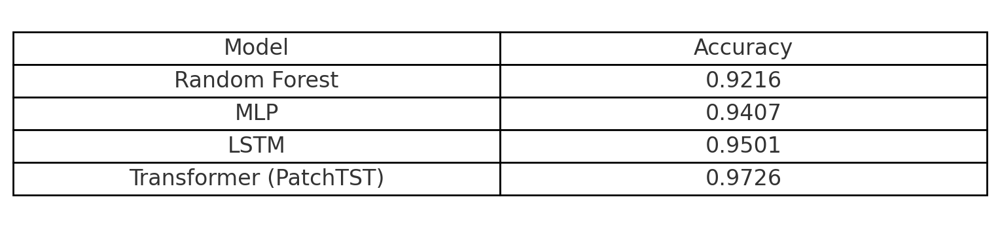 Model Accuracy
Random Forest 0.9216
MLP 0.9407
LSTM 0.9501
Transformer (PatchTST) 0.9726